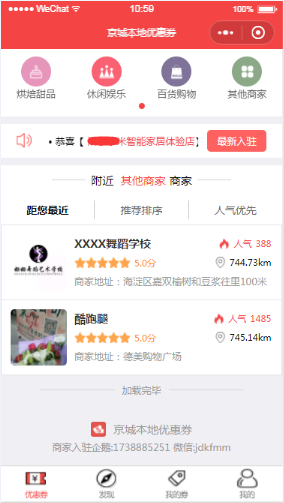 WeChat 10:59 100%
京城本地优惠券
烘焙甜品 休闲娱乐 百货购物 其他商家
• 恭喜【 米智能家居体验店】 最新入驻
附近 其他商家 商家
距您最近 推荐排序 人气优先
XXXX舞蹈学校 人气 388
5.0分 744.73km
商家地址：海淀区嘉双榆树和豆浆往里100米
酷跑腿 人气 1485
5.0分 745.14km
商家地址：德美购物广场
加载完毕
京城本地优惠券
商家入驻企鹅:1738885251 微信:jdkfmm
优惠券 发现 我的券 我的